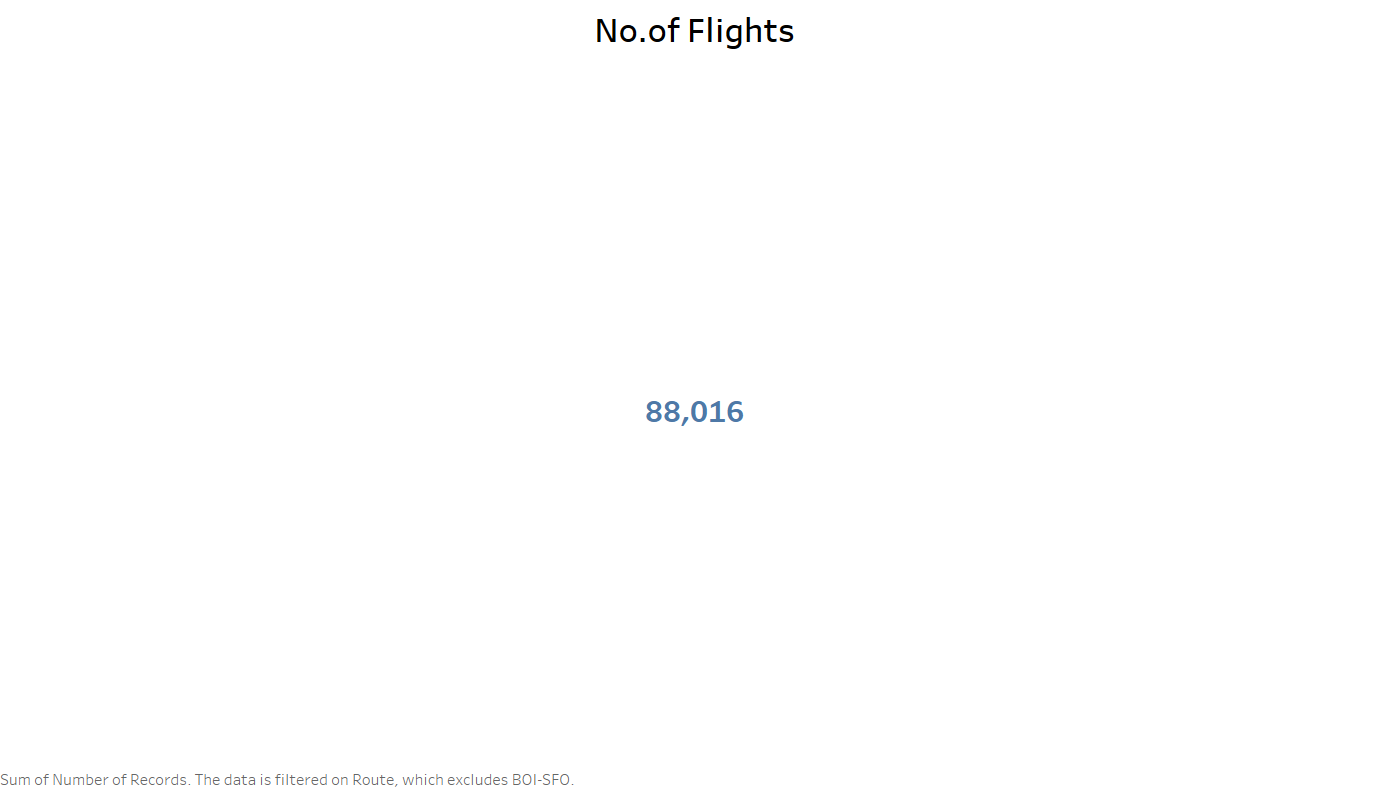 No.of Flights
88,016
Sum of Number of Records. The data is filtered on Route, which excludes BOI-SFO.